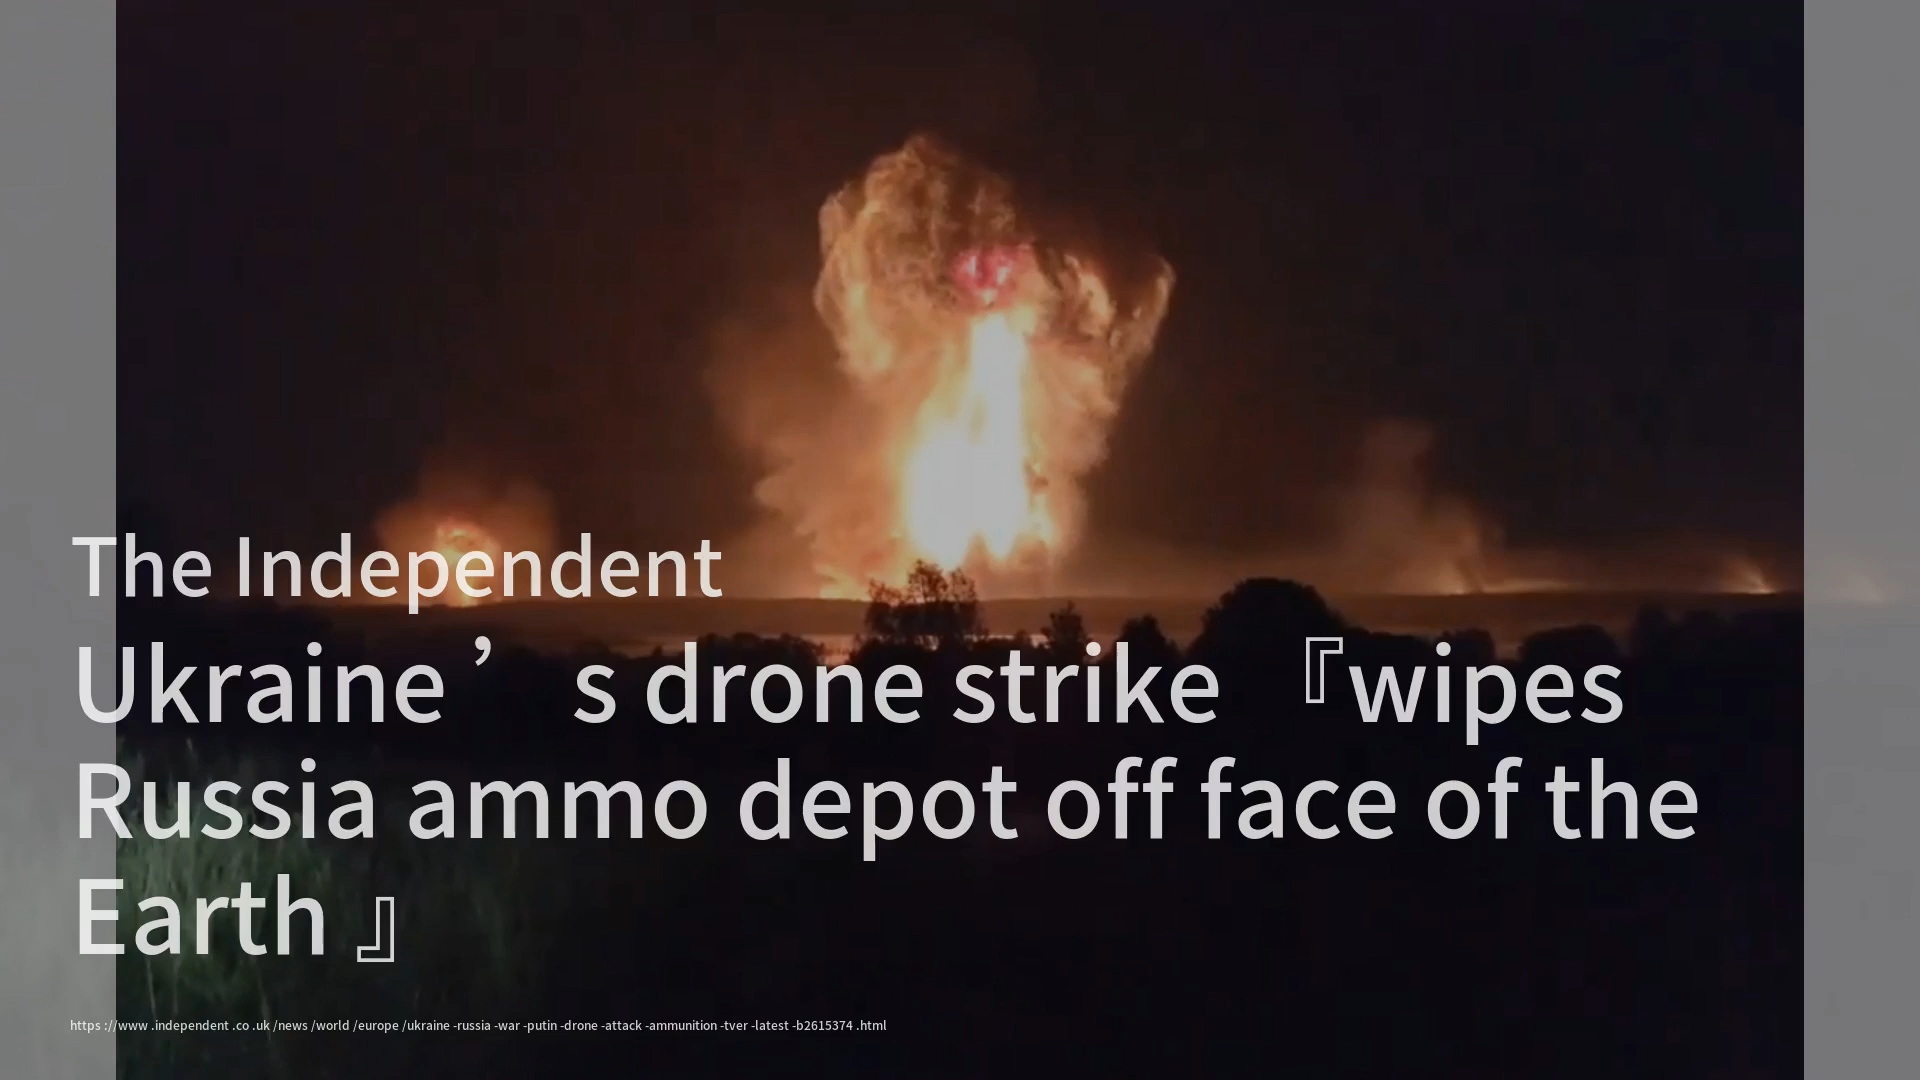 The Independent
Ukraine’s drone strike 『wipes
Russia ammo depot off face of the
Earth』
https://www.independent.co.uk/news/world/europe/ukraine-russia-war-putin-drone-attack-ammunition-tver-latest-b2615374.html